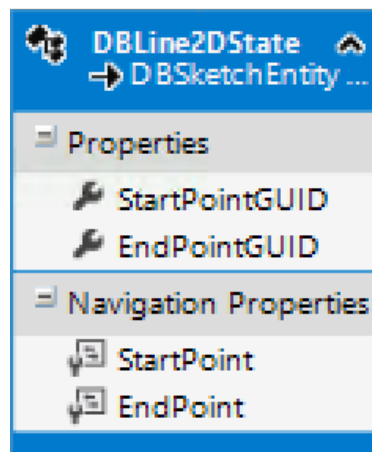 DBLine2DState
DBSketchEntity ...
Properties
StartPointGUID
EndPointGUID
Navigation Properties
StartPoint
EndPoint